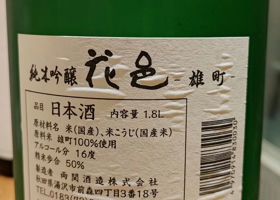 純米吟醸 花邑 -雄町-
品目 日本酒 内容量 1.8L
原材料名 米(国産)、米こうじ(国産米)
原料米 雄町100%使用
アルコール分 16度
精米歩合 50%
製造者 両関酒造株式会社
秋田県湯沢市前森四丁目3番18号